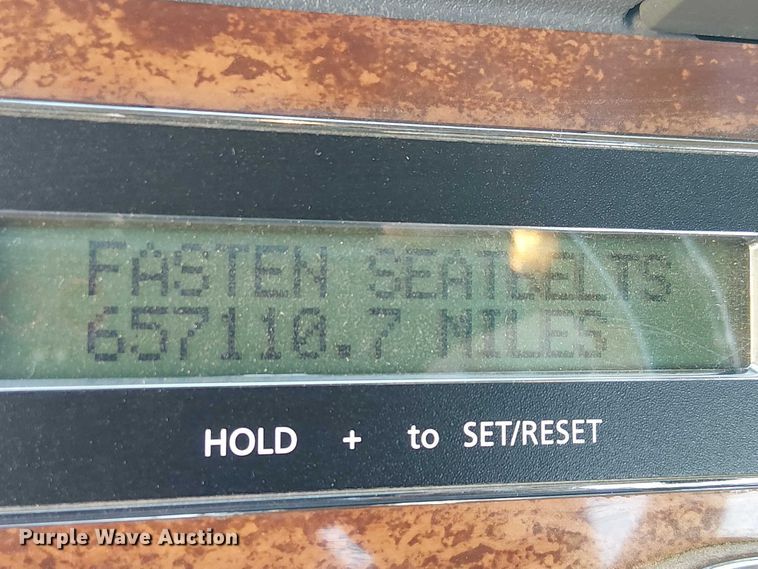 FASTEN SEATBELTS
657110.7 MILES
HOLD + to SET/RESET
Purple Wave Auction